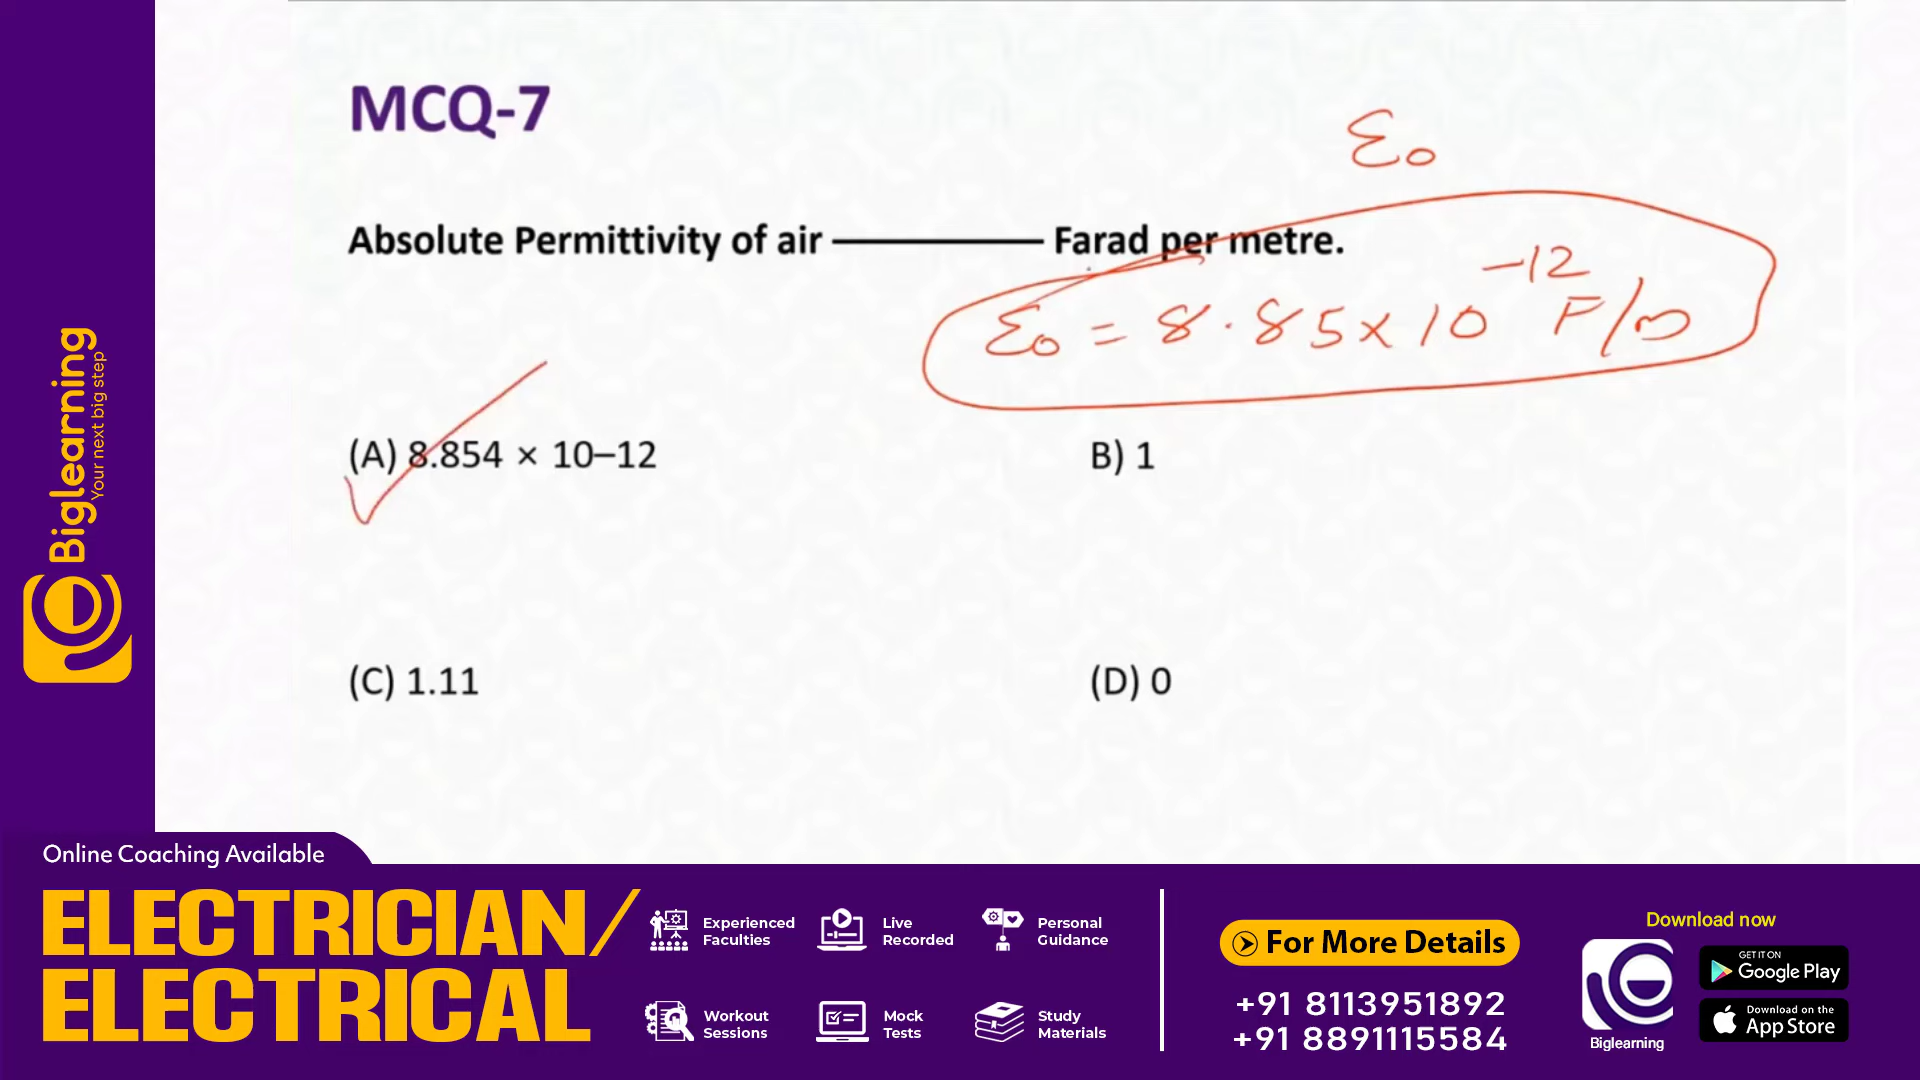 MCQ-7
ε₀
Absolute Permittivity of air ———— Farad per metre.
ε₀ = 8.85 x 10⁻¹² F/m
(A) 8.854 × 10–12
B) 1
(C) 1.11
(D) 0
Biglearning
Your next big step
Online Coaching Available
ELECTRICIAN/
ELECTRICAL
Experienced
Faculties
Live
Recorded
Personal
Guidance
Workout
Sessions
Mock
Tests
Study
Materials
For More Details
+91 8113951892
+91 8891115584
Download now
Biglearning
GET IT ON
Google Play
Download on the
App Store